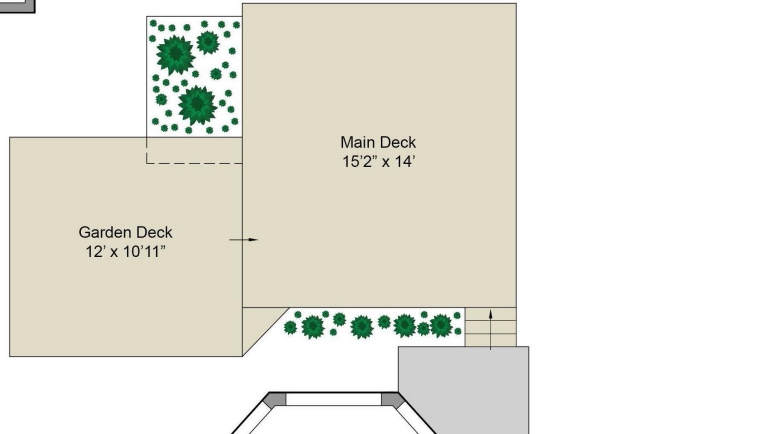 Main Deck
15’2” x 14’
Garden Deck
12’ x 10’11”